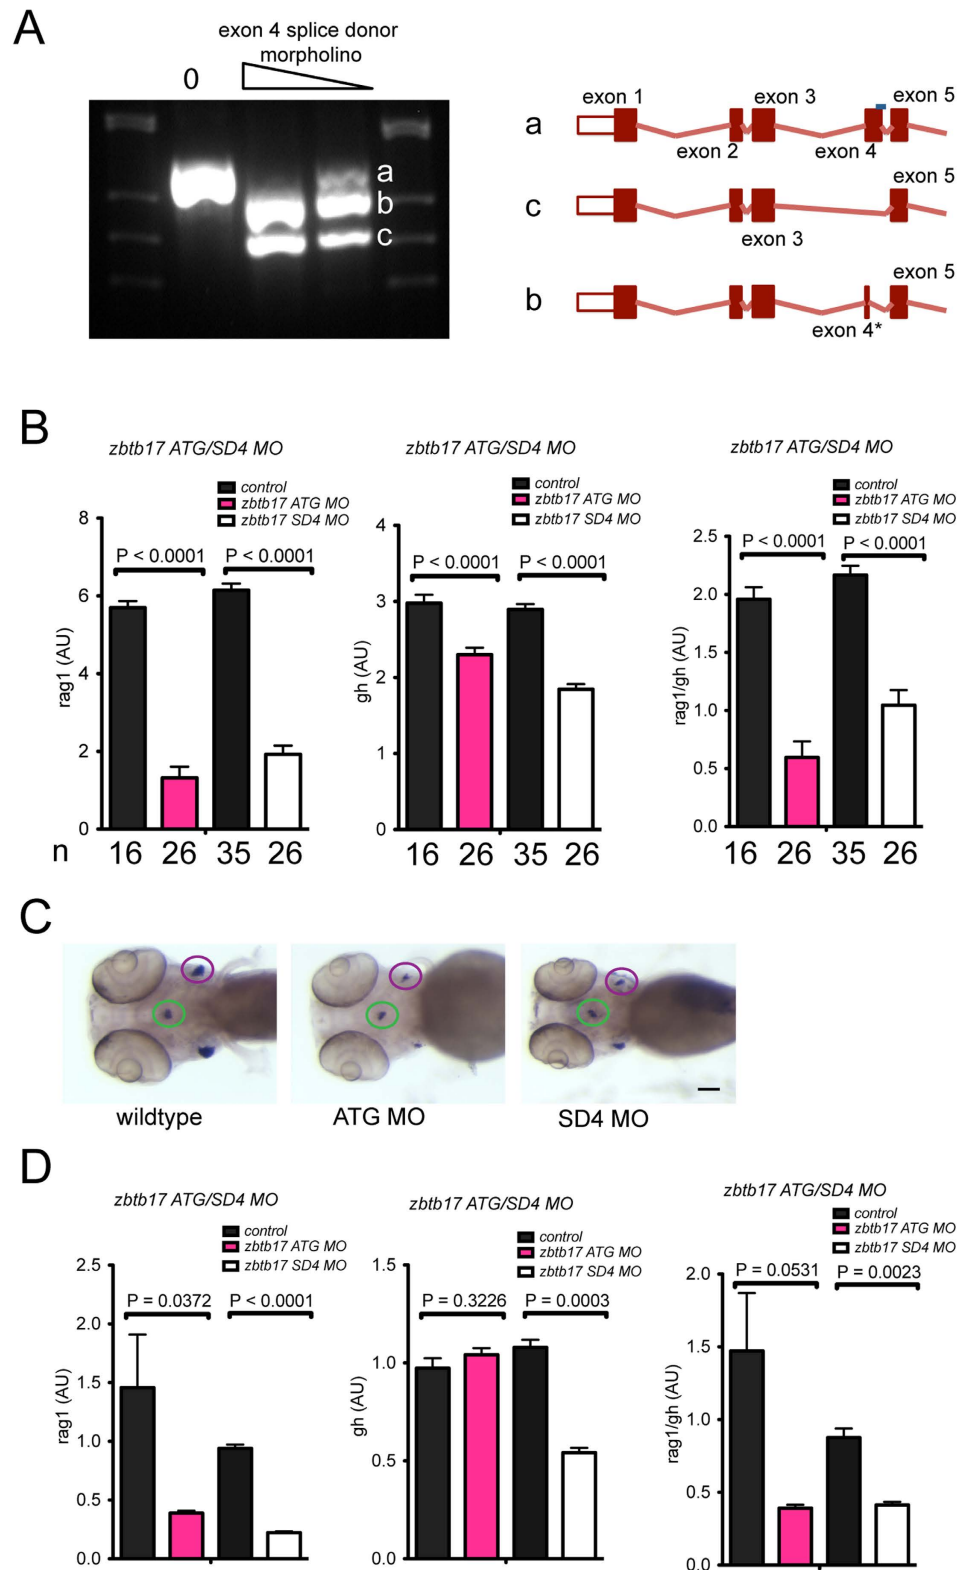 A
exon 4 splice donor
morpholino
0
a
b
c
a
exon 1
exon 3
exon 5
exon 2
exon 4
c
exon 5
exon 3
b
exon 5
exon 4*
B
zbtb17 ATG/SD4 MO
control
zbtb17 ATG MO
zbtb17 SD4 MO
P < 0.0001
P < 0.0001
rag1 (AU)
8
6
4
2
0
n
16
26
35
26
zbtb17 ATG/SD4 MO
control
zbtb17 ATG MO
zbtb17 SD4 MO
P < 0.0001
P < 0.0001
gh (AU)
4
3
2
1
0
16
26
35
26
zbtb17 ATG/SD4 MO
control
zbtb17 ATG MO
zbtb17 SD4 MO
P < 0.0001
P < 0.0001
rag1/gh (AU)
2.5
2.0
1.5
1.0
0.5
0.0
16
26
35
26
C
wildtype
ATG MO
SD4 MO
D
zbtb17 ATG/SD4 MO
control
zbtb17 ATG MO
zbtb17 SD4 MO
P = 0.0372
P < 0.0001
rag1 (AU)
2.5
2.0
1.5
1.0
0.5
0.0
zbtb17 ATG/SD4 MO
control
zbtb17 ATG MO
zbtb17 SD4 MO
P = 0.3226
P = 0.0003
gh (AU)
1.5
1.0
0.5
0.0
zbtb17 ATG/SD4 MO
control
zbtb17 ATG MO
zbtb17 SD4 MO
P = 0.0531
P = 0.0023
rag1/gh (AU)
2.0
1.5
1.0
0.5
0.0